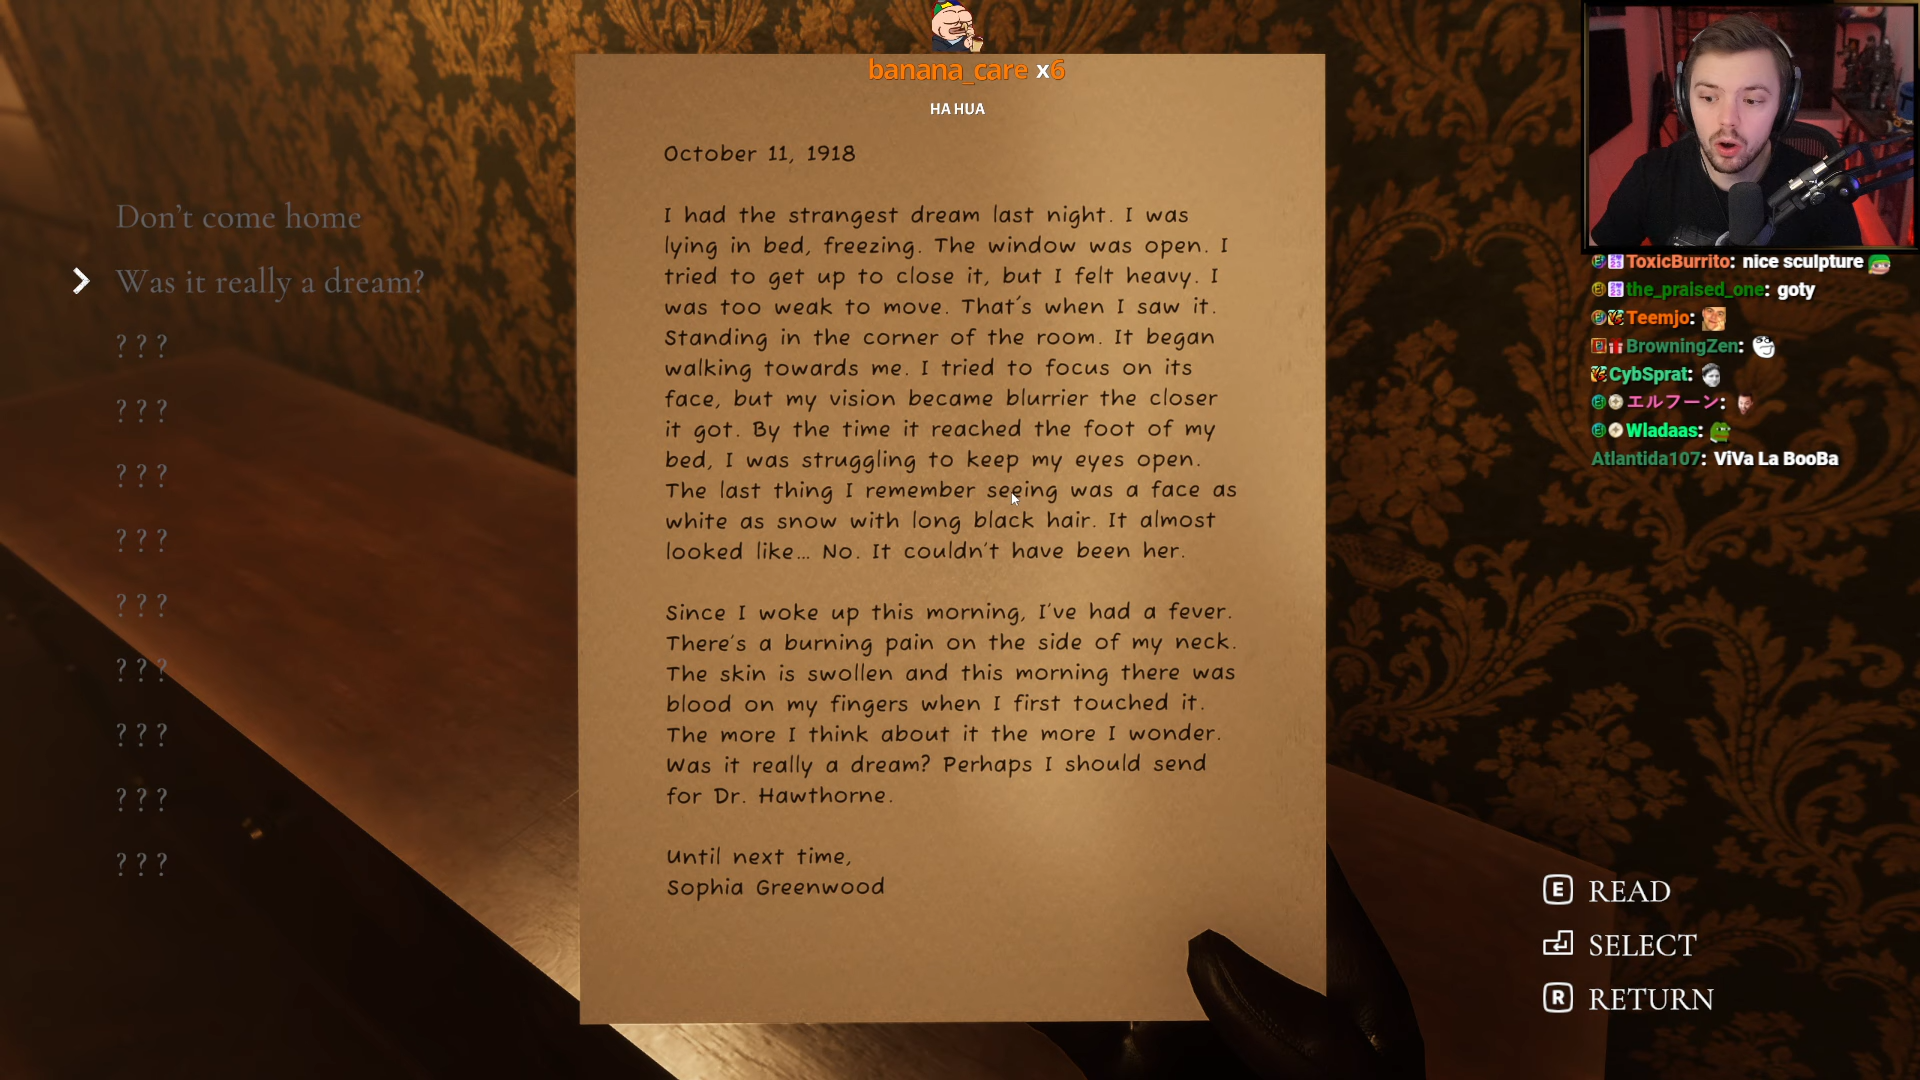 banana_care x6
HAHUA
October 11, 1918
I had the strangest dream last night. I was
lying in bed, freezing. The window was open. I
tried to get up to close it, but I felt heavy. I
was too weak to move. That's when I saw it.
Standing in the corner of the room. It began
walking towards me. I tried to focus on its
face, but my vision became blurrier the closer
it got. By the time it reached the foot of my
bed, I was struggling to keep my eyes open.
The last thing I remember seeing was a face as
white as snow with long black hair. It almost
looked like... No. It couldn't have been her.
Since I woke up this morning, I've had a fever.
There's a burning pain on the side of my neck.
The skin is swollen and this morning there was
blood on my fingers when I first touched it.
The more I think about it the more I wonder.
Was it really a dream? Perhaps I should send
for Dr. Hawthorne.
Until next time,
Sophia Greenwood
Don't come home
Was it really a dream?
???
???
???
???
???
???
???
???
???
ToxicBurrito: nice sculpture
the_praised_one: goty
Teemjo:
BrowningZen:
CybSprat:
エルフーン:
Wladaas:
Atlantida107: ViVa La BooBa
E READ
SELECT
R RETURN